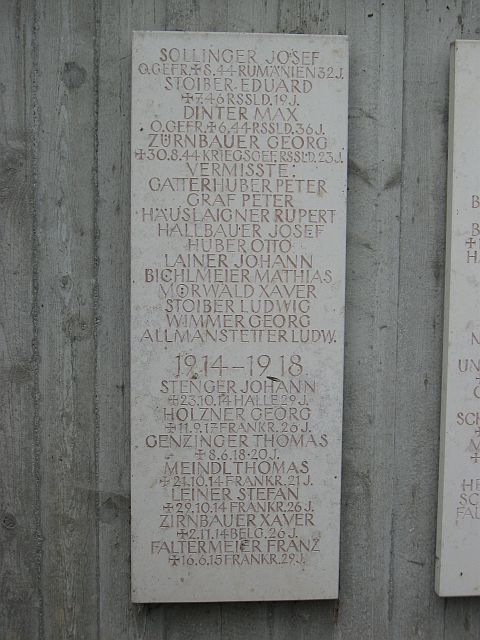 SOLLINGER JOSEF
O.GEFR.✠8.44 RUMÄNIEN 32 J.
STOIBER EDUARD
✠7.46 RSSLD. 19 J.
DINTER MAX
O.GEFR.✠6.44 RSSLD. 36 J.
ZÜRNBAUER GEORG
✠30.8.44 KRIEGSGEF. RSSLD. 23 J.
VERMISSTE:
GATTERHUBER PETER
GRAF PETER
HÄUSLAIGNER RUPERT
HALLBAUER JOSEF
HUBER OTTO
LAINER JOHANN
BICHLMEIER MATHIAS
MORWALD XAVER
STOIBER LUDWIG
WIMMER GEORG
ALLMANSTETTER LUDW.
1914-1918
STENGER JOHANN
✠23.10.14 HALLE 29 J.
HOLZNER GEORG
✠11.9.17 FRANKR. 26 J.
GENZINGER THOMAS
✠8.6.18 · 20 J.
MEINDL THOMAS
✠21.10.14 FRANKR. 21 J.
LEINER STEFAN
✠29.10.14 FRANKR. 26 J.
ZIRNBAUER XAVER
✠2.11.14 BELG. 26 J.
FALTERMEIER FRANZ
✠16.6.15 FRANKR. 29 J.